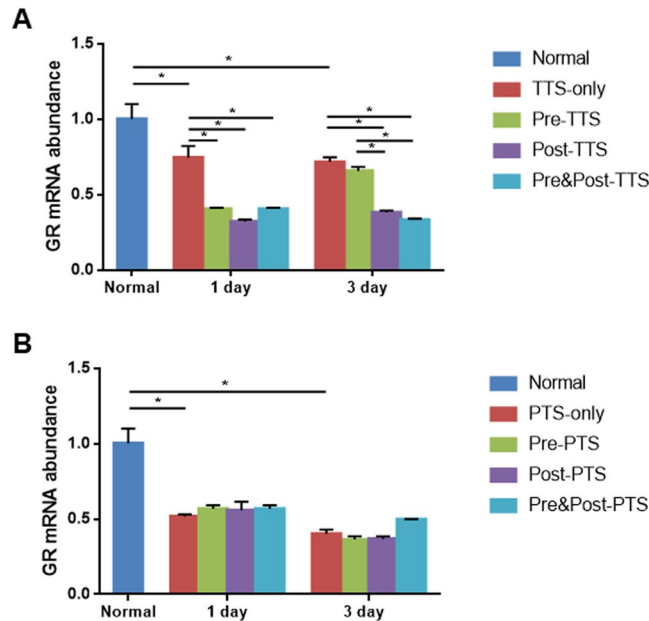 A
GR mRNA abundance
1.5
1.0
0.5
0.0
*
*
*
*
*
*
*
*
*
Normal
1 day
3 day
Normal
TTS-only
Pre-TTS
Post-TTS
Pre&Post-TTS
B
GR mRNA abundance
1.5
1.0
0.5
0.0
*
*
Normal
1 day
3 day
Normal
PTS-only
Pre-PTS
Post-PTS
Pre&Post-PTS